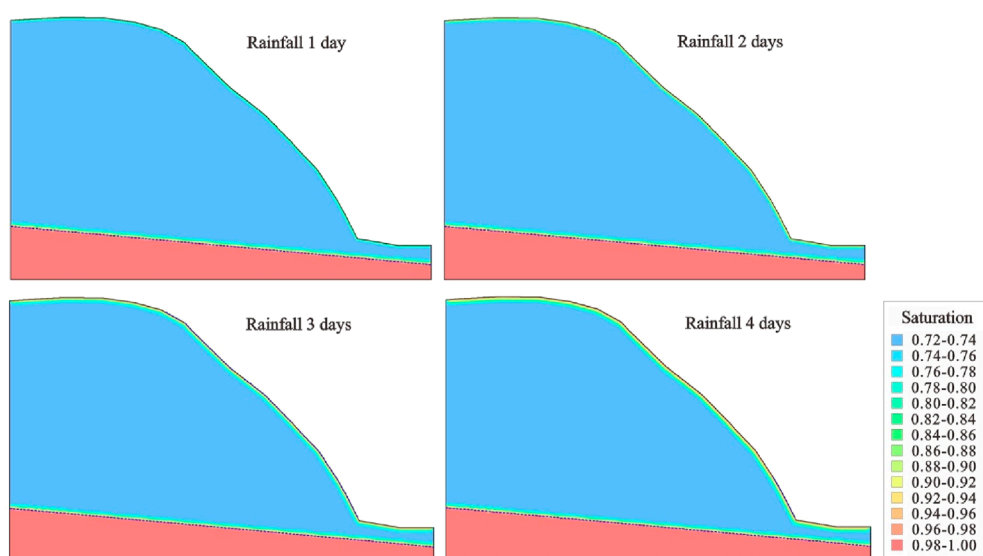 Rainfall 1 day
Rainfall 2 days
Rainfall 3 days
Rainfall 4 days
Saturation
0.72-0.74
0.74-0.76
0.76-0.78
0.78-0.80
0.80-0.82
0.82-0.84
0.84-0.86
0.86-0.88
0.88-0.90
0.90-0.92
0.92-0.94
0.94-0.96
0.96-0.98
0.98-1.00